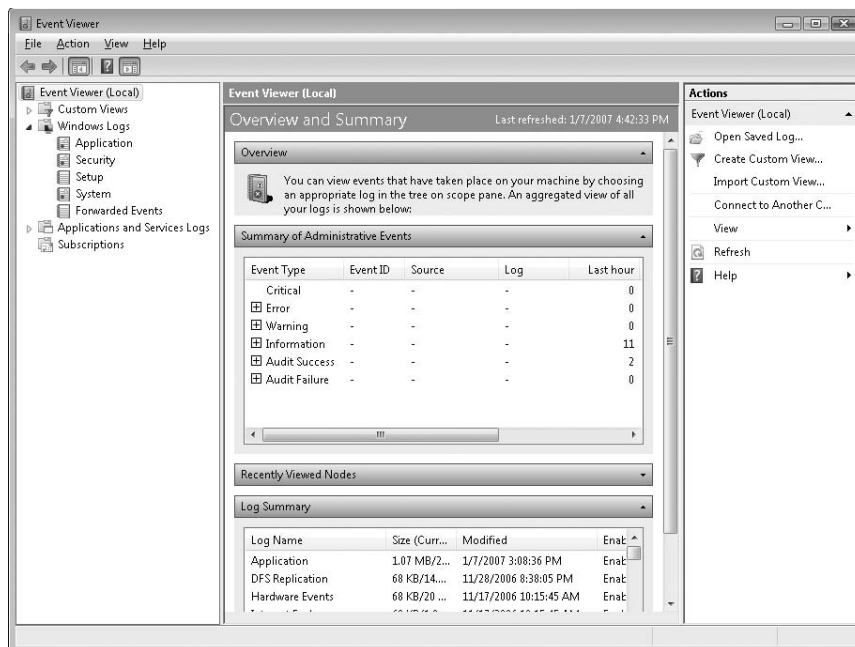 Event Viewer
File Action View Help
Event Viewer (Local)
Custom Views
Windows Logs
Application
Security
Setup
System
Forwarded Events
Applications and Services Logs
Subscriptions
Event Viewer (Local)
Overview and Summary Last refreshed: 1/7/2007 4:42:33 PM
Overview
You can view events that have taken place on your machine by choosing
an appropriate log in the tree on scope pane. An aggregated view of all
your logs is shown below:
Summary of Administrative Events
Event Type Event ID Source Log Last hour
Critical - - - 0
Error - - - 0
Warning - - - 0
Information - - - 11
Audit Success - - - 2
Audit Failure - - - 0
Recently Viewed Nodes
Log Summary
Log Name Size (Curr... Modified Enab
Application 1.07 MB/2... 1/7/2007 3:08:36 PM Enab
DFS Replication 68 KB/14.... 11/28/2006 8:38:05 PM Enab
Hardware Events 68 KB/20 ... 11/17/2006 10:15:45 AM Enab
Actions
Event Viewer (Local)
Open Saved Log...
Create Custom View...
Import Custom View...
Connect to Another C...
View
Refresh
Help